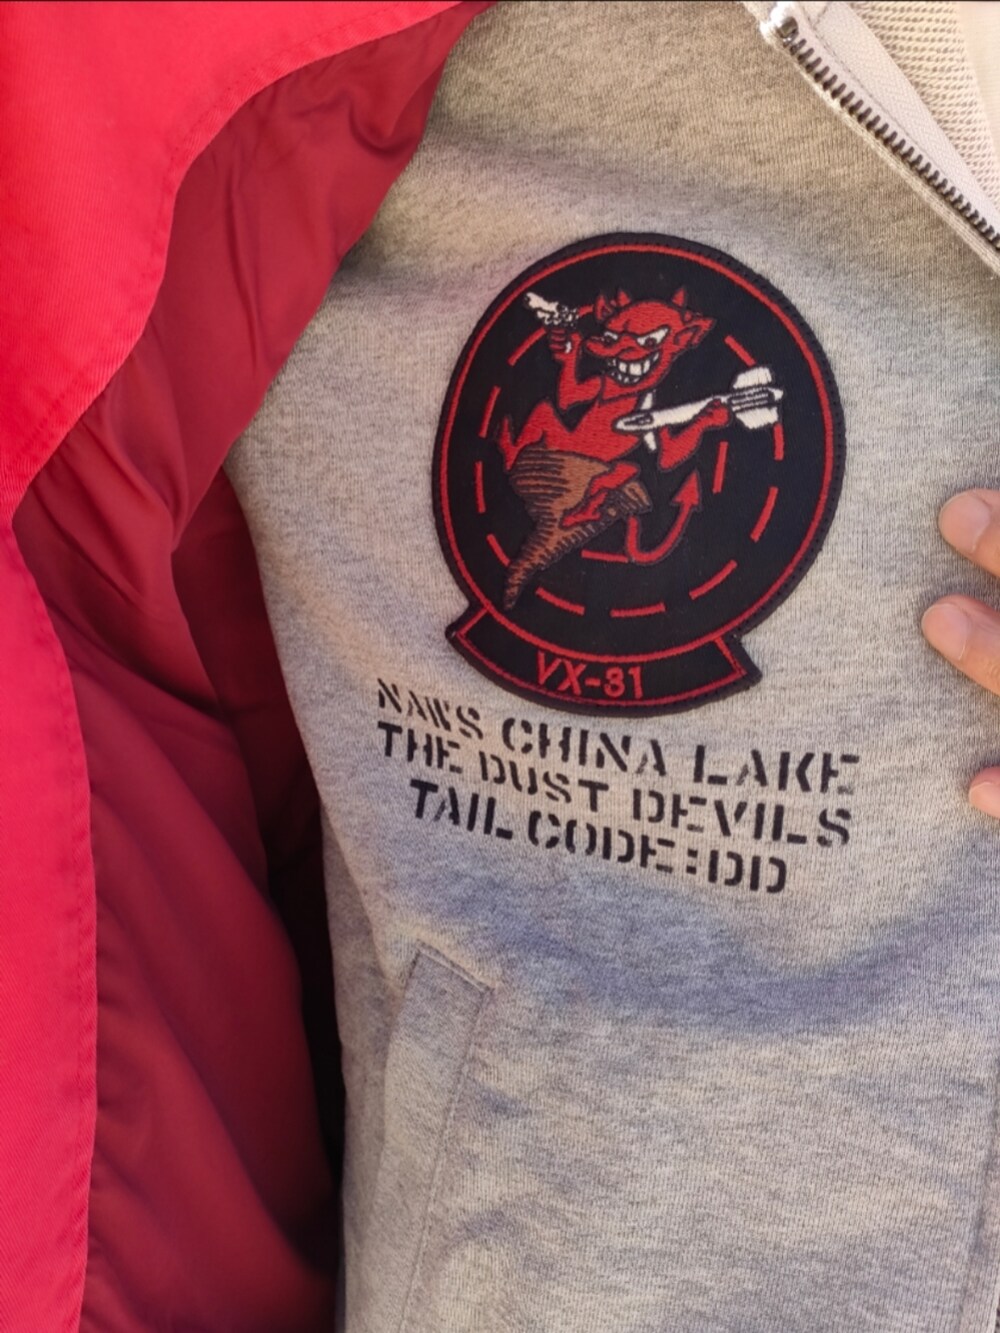 VX-31
NAWS CHINA LAKE
THE DUST DEVILS
TAIL CODE:DD